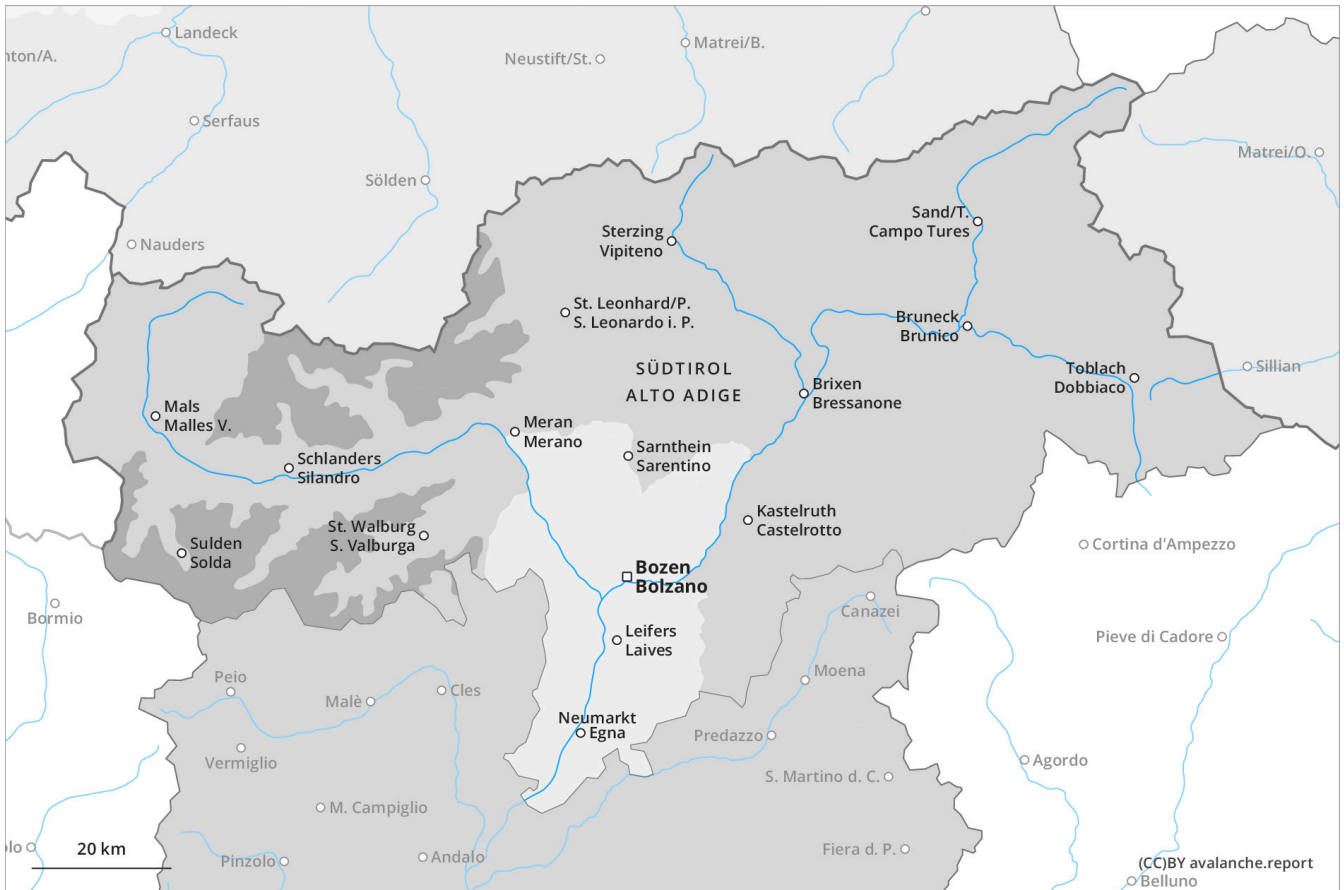 Landeck
nton/A.
Neustift/St.
Matrei/B.
Serfaus
Matrei/O.
Sölden
Sand/T.
Campo Tures
Nauders
Sterzing
Vipiteno
St. Leonhard/P.
S. Leonardo i. P.
Bruneck
Brunico
SÜDTIROL
ALTO ADIGE
Toblach
Dobbiaco
Sillian
Brixen
Bressanone
Mals
Malles V.
Meran
Merano
Sarnthein
Sarentino
Schlanders
Silandro
Kastelruth
Castelrotto
St. Walburg
S. Valburga
Sulden
Solda
Cortina d'Ampezzo
Bozen
Bolzano
Bormio
Canazei
Leifers
Laives
Pieve di Cadore
Peio
Malè
Cles
Moena
Neumarkt
Egna
Predazzo
Vermiglio
Agordo
S. Martino d. C.
M. Campiglio
20 km
lo
Pinzolo
Andalo
Fiera d. P.
(CC)BY avalanche.report
Belluno